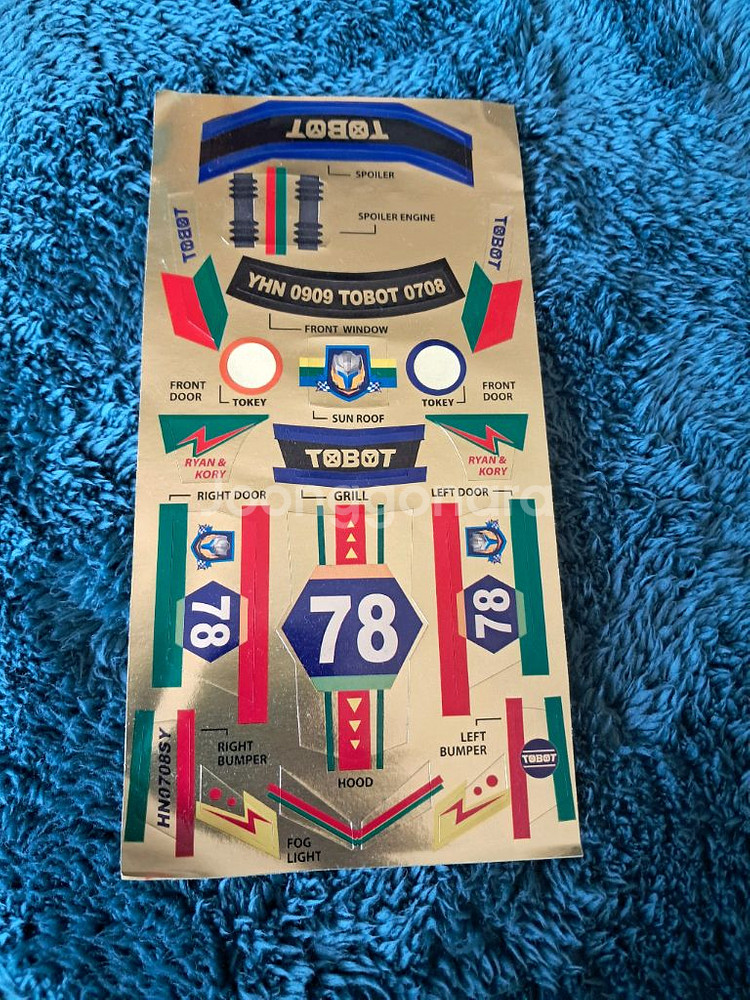 TOBOT
SPOILER
SPOILER ENGINE
TOBOT
TOBOT
YHN 0909 TOBOT 0708
FRONT WINDOW
FRONT
DOOR
TOKEY
SUN ROOF
TOKEY
FRONT
DOOR
RYAN &
KORY
TOBOT
RYAN &
KORY
RIGHT DOOR
GRILL
LEFT DOOR
Joonggonara
78
78
78
HN0708SY
RIGHT
BUMPER
HOOD
LEFT
BUMPER
TOBOT
FOG
LIGHT